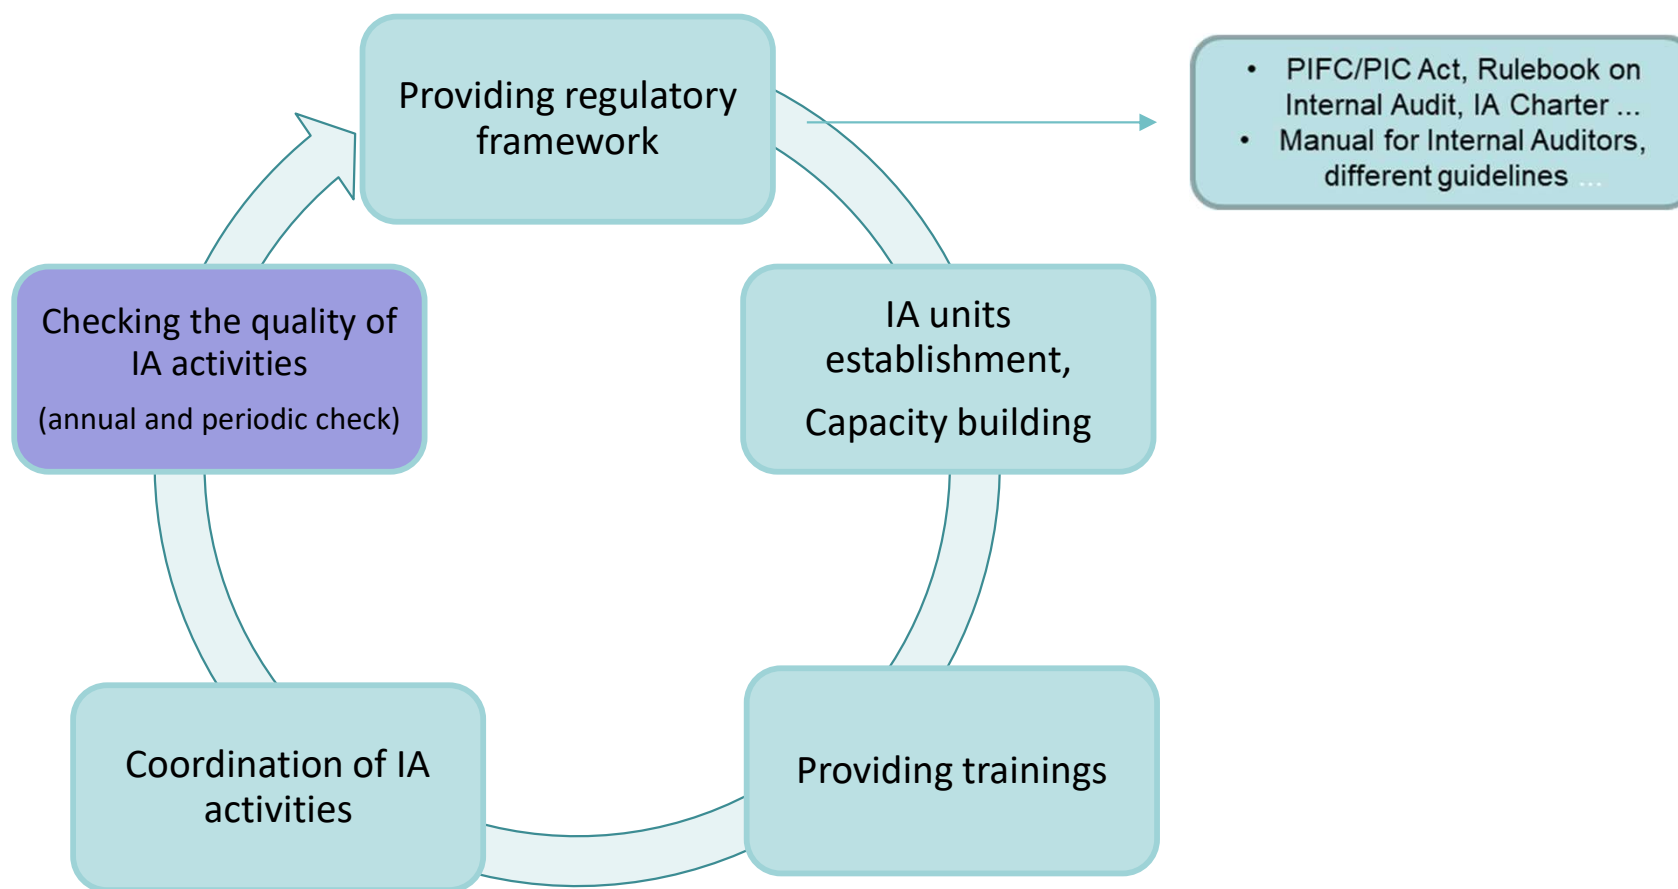 Providing regulatory
framework
• PIFC/PIC Act, Rulebook on
Internal Audit, IA Charter ...
• Manual for Internal Auditors,
different guidelines ...
IA units
establishment,
Capacity building
Providing trainings
Coordination of IA
activities
Checking the quality of
IA activities
(annual and periodic check)